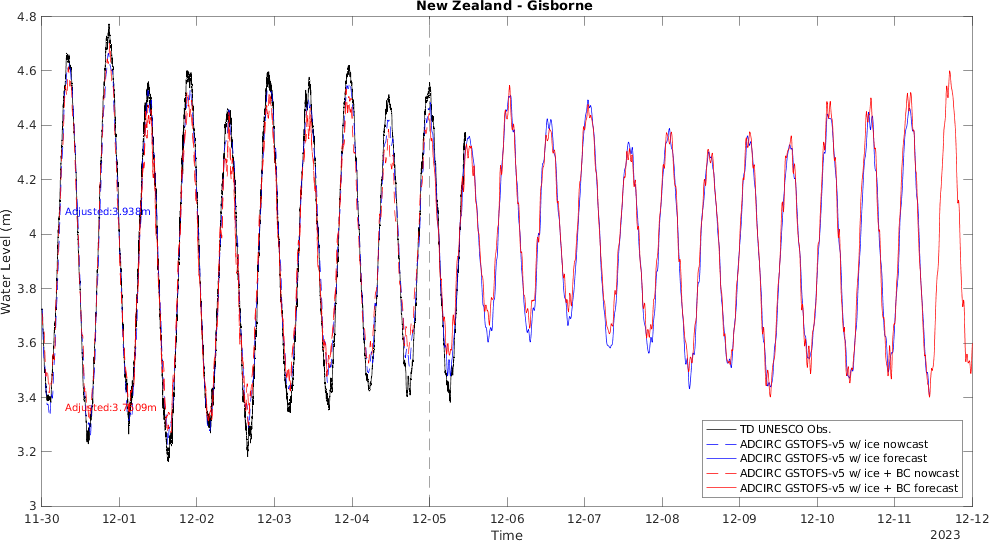 New Zealand - Gisborne
4.8
4.6
4.4
4.2
4
3.8
3.6
3.4
3.2
3
Water Level (m)
Adjusted:3.938m
TD UNESCO Obs.
ADCIRC GSTOFS-v5 w/ ice nowcast
ADCIRC GSTOFS-v5 w/ ice forecast
ADCIRC GSTOFS-v5 w/ ice + BC nowcast
ADCIRC GSTOFS-v5 w/ ice + BC forecast
11-30 12-01 12-02 12-03 12-04 12-05 12-06 12-07 12-08 12-09 12-10 12-11 12-12
Time
2023